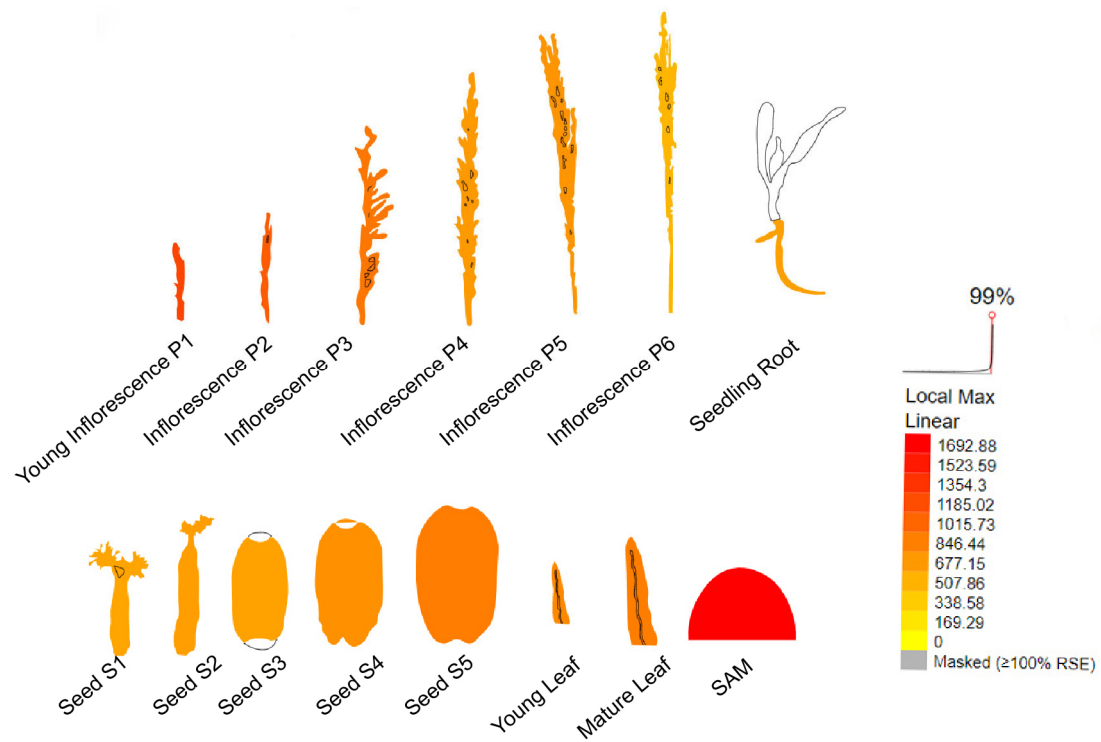 Young Inflorescence P1
Inflorescence P2
Inflorescence P3
Inflorescence P4
Inflorescence P5
Inflorescence P6
Seedling Root
99%
Local Max
Linear
1692.88
1523.59
1354.3
1185.02
1015.73
846.44
677.15
507.86
338.58
169.29
0
Masked (≥100% RSE)
Seed S1
Seed S2
Seed S3
Seed S4
Seed S5
Young Leaf
Mature Leaf
SAM